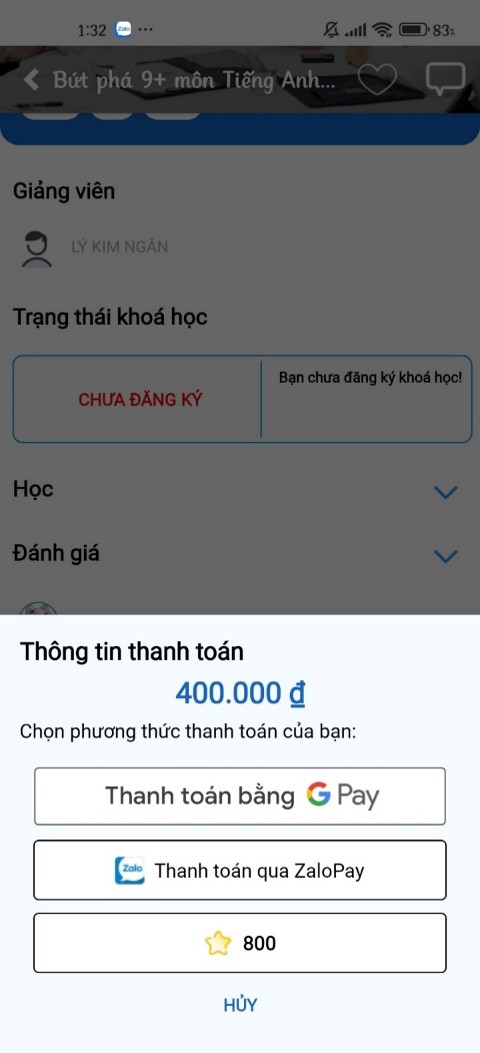 1:32 Zalo ... 83%
Bứt phá 9+ môn Tiếng Anh...
Giảng viên
LÝ KIM NGÂN
Trạng thái khoá học
CHƯA ĐĂNG KÝ
Bạn chưa đăng ký khoá học!
Học
Đánh giá
Thông tin thanh toán
400.000 ₫
Chọn phương thức thanh toán của bạn:
Thanh toán bằng G Pay
Zalo Thanh toán qua ZaloPay
800
HỦY